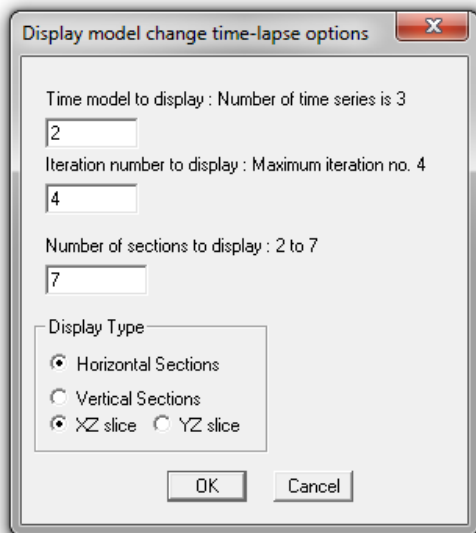 Display model change time-lapse options
Time model to display : Number of time series is 3
2
Iteration number to display : Maximum iteration no. 4
4
Number of sections to display : 2 to 7
7
Display Type
Horizontal Sections
Vertical Sections
XZ slice YZ slice
OK Cancel